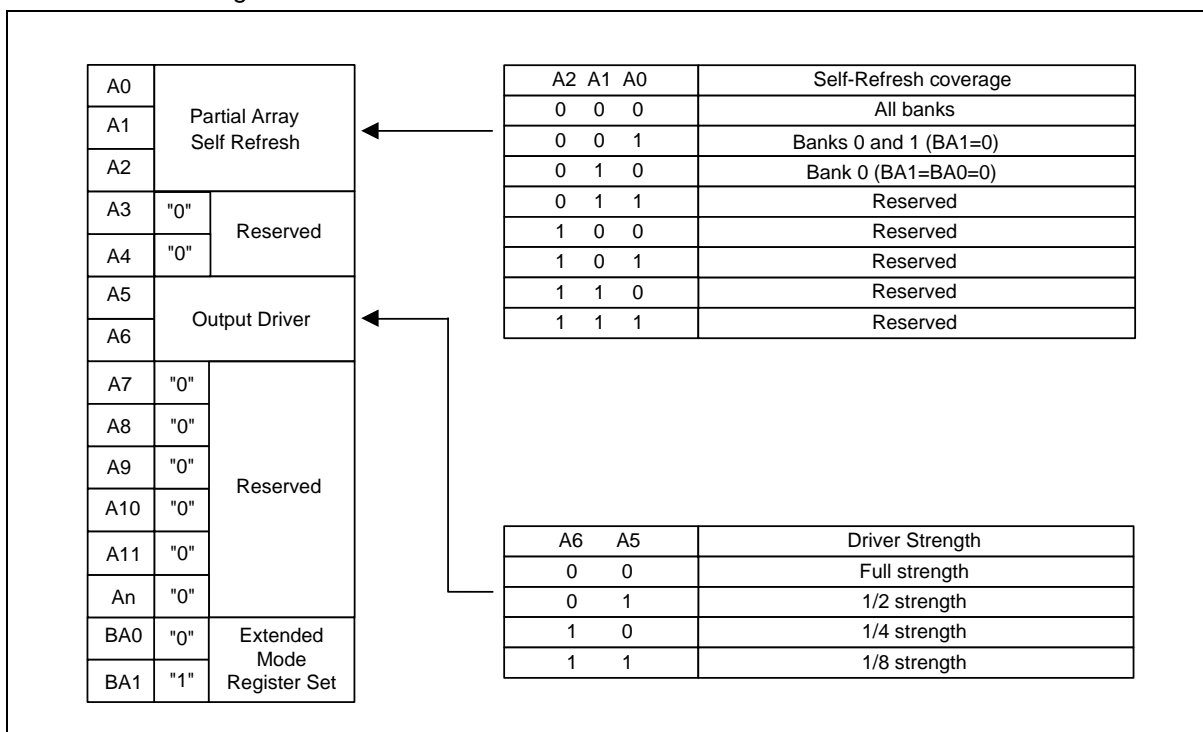 A0
A1
A2
Partial Array
Self Refresh
A3 "0"
A4 "0"
Reserved
A5
A6
Output Driver
A7 "0"
A8 "0"
A9 "0"
A10 "0"
A11 "0"
An "0"
Reserved
BA0 "0"
BA1 "1"
Extended
Mode
Register Set
A2 A1 A0 Self-Refresh coverage
0 0 0 All banks
0 0 1 Banks 0 and 1 (BA1=0)
0 1 0 Bank 0 (BA1=BA0=0)
0 1 1 Reserved
1 0 0 Reserved
1 0 1 Reserved
1 1 0 Reserved
1 1 1 Reserved
A6 A5 Driver Strength
0 0 Full strength
0 1 1/2 strength
1 0 1/4 strength
1 1 1/8 strength